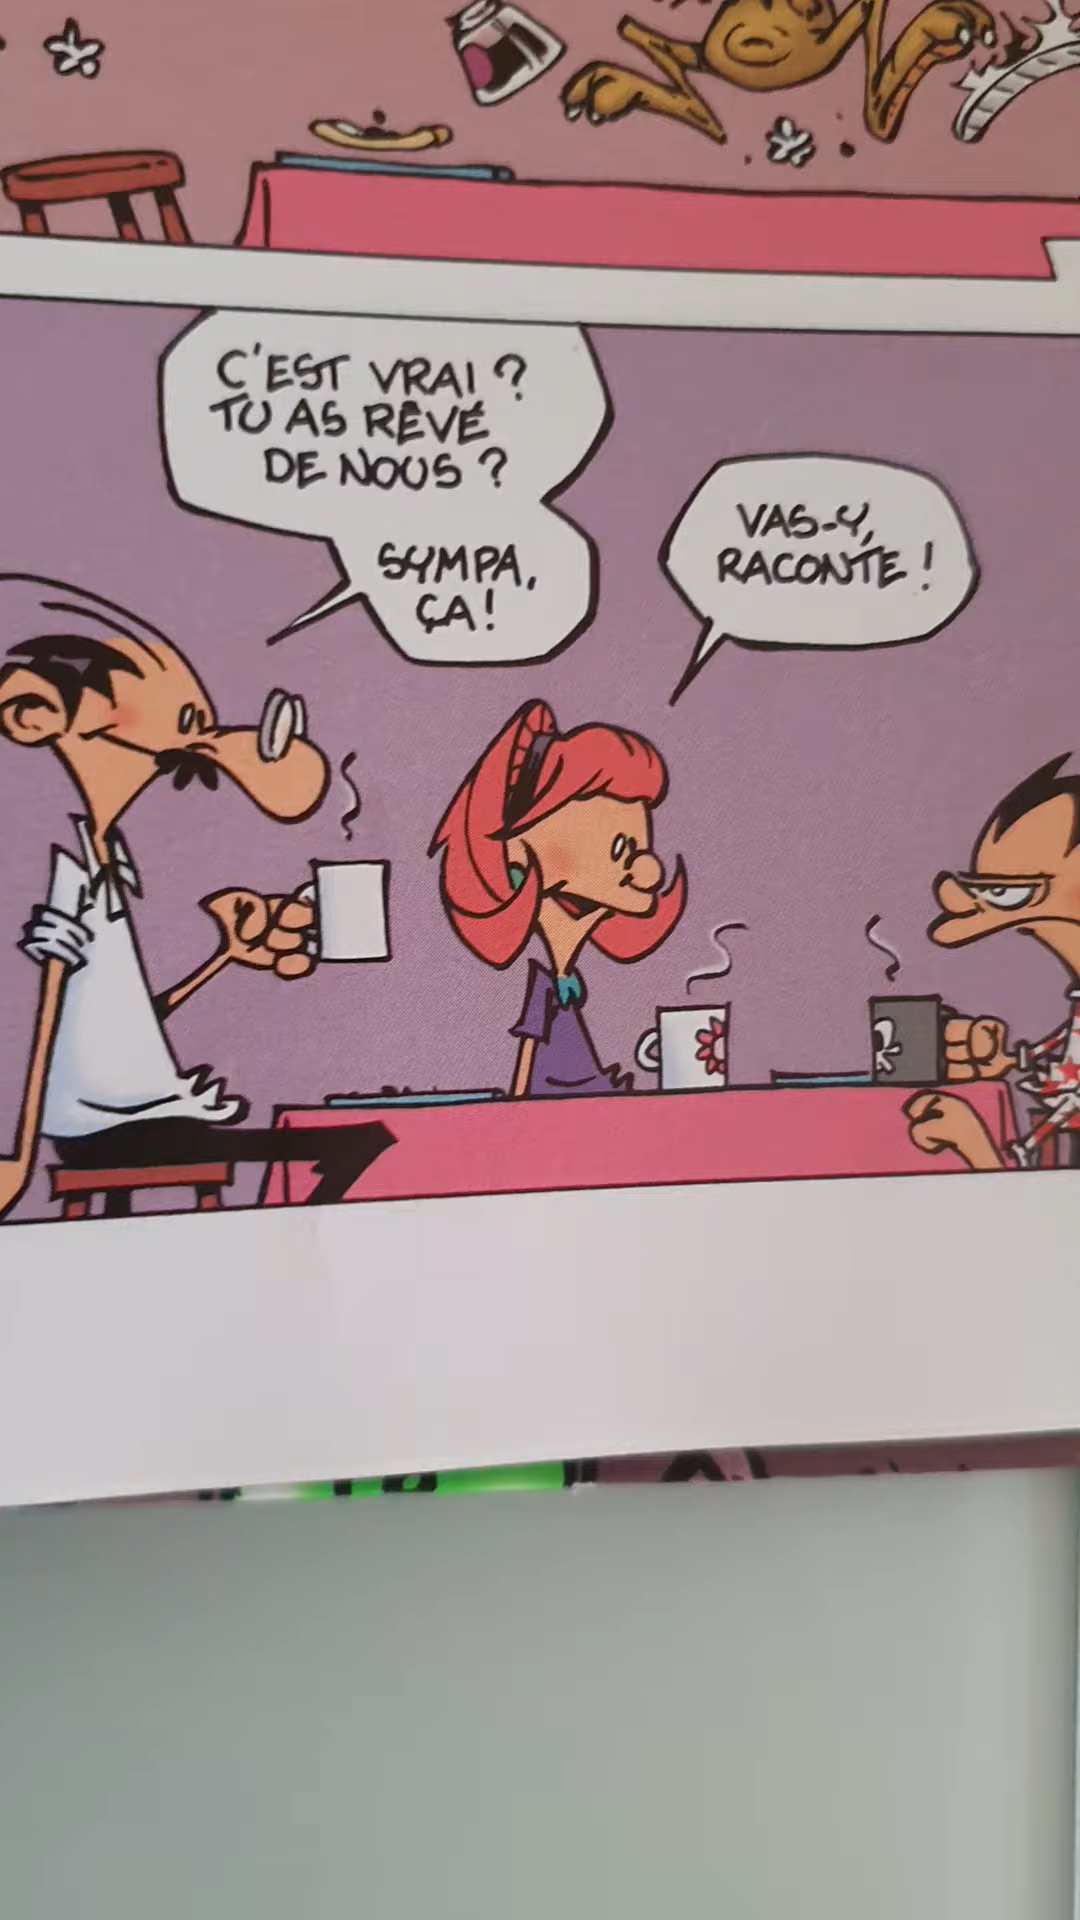 C'EST VRAI ?
TU AS RÊVÉ
DE NOUS ?
SYMPA,
ÇA !
VAS-Y,
RACONTE !